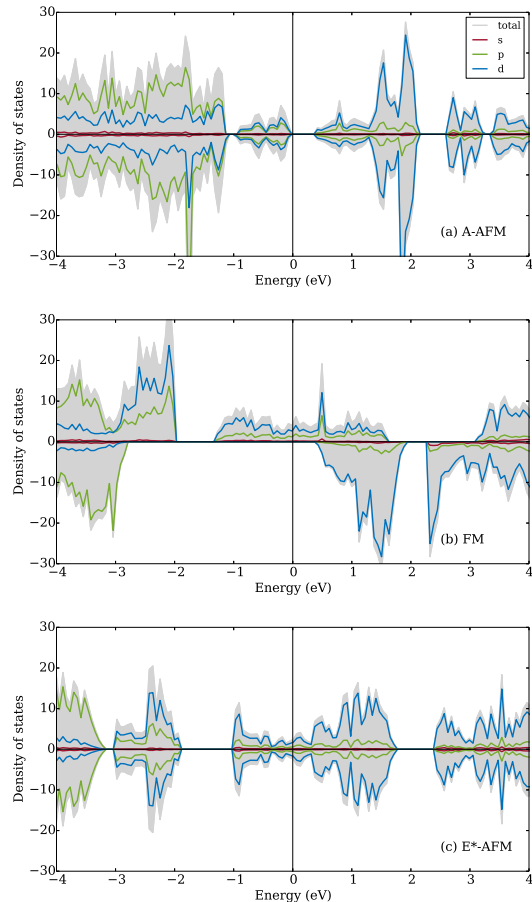 30
20
10
0
−10
−20
−30
Density of states
total
s
p
d
(a) A-AFM
−4 −3 −2 −1 0 1 2 3 4
Energy (eV)
30
20
10
0
−10
−20
−30
Density of states
(b) FM
−4 −3 −2 −1 0 1 2 3 4
Energy (eV)
30
20
10
0
−10
−20
−30
Density of states
(c) E*-AFM
−4 −3 −2 −1 0 1 2 3 4
Energy (eV)